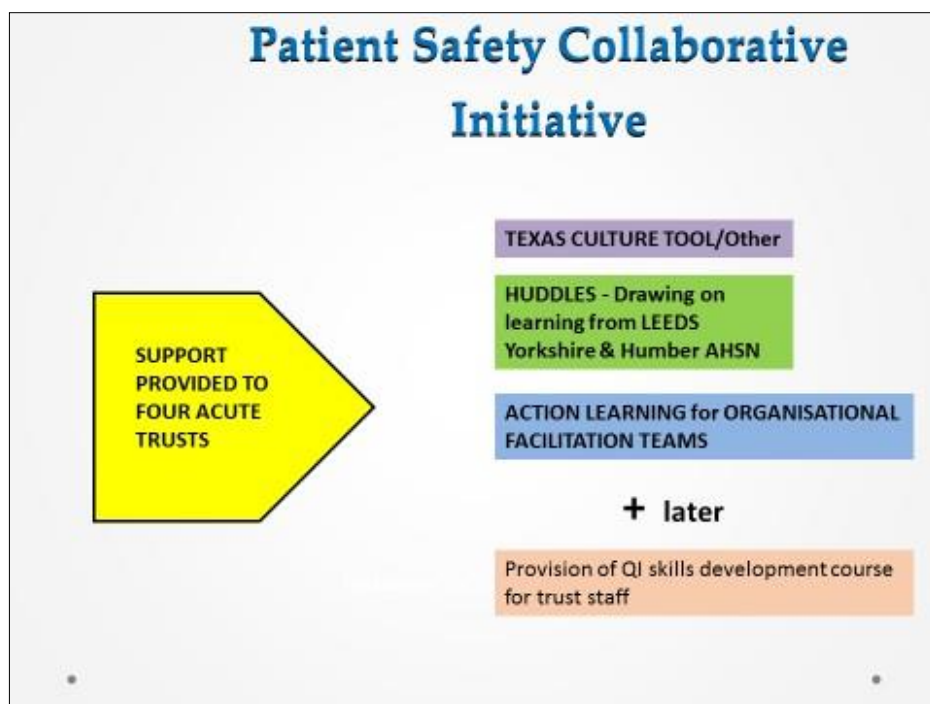 Patient Safety Collaborative
Initiative
SUPPORT
PROVIDED TO
FOUR ACUTE
TRUSTS
TEXAS CULTURE TOOL/Other
HUDDLES - Drawing on
learning from LEEDS
Yorkshire & Humber AHSN
ACTION LEARNING for ORGANISATIONAL
FACILITATION TEAMS
+ later
Provision of QI skills development course
for trust staff